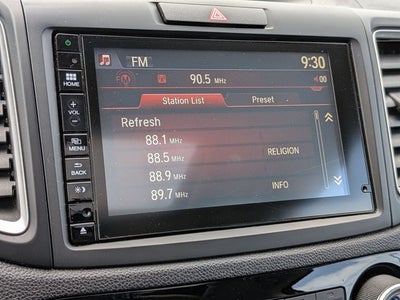 FM 9:30
90.5 MHz 00
Station List Preset
Refresh
88.1 MHz
88.5 MHz RELIGION
88.9 MHz
89.7 MHz INFO
HOME
+
VOL
−
MENU
BACK